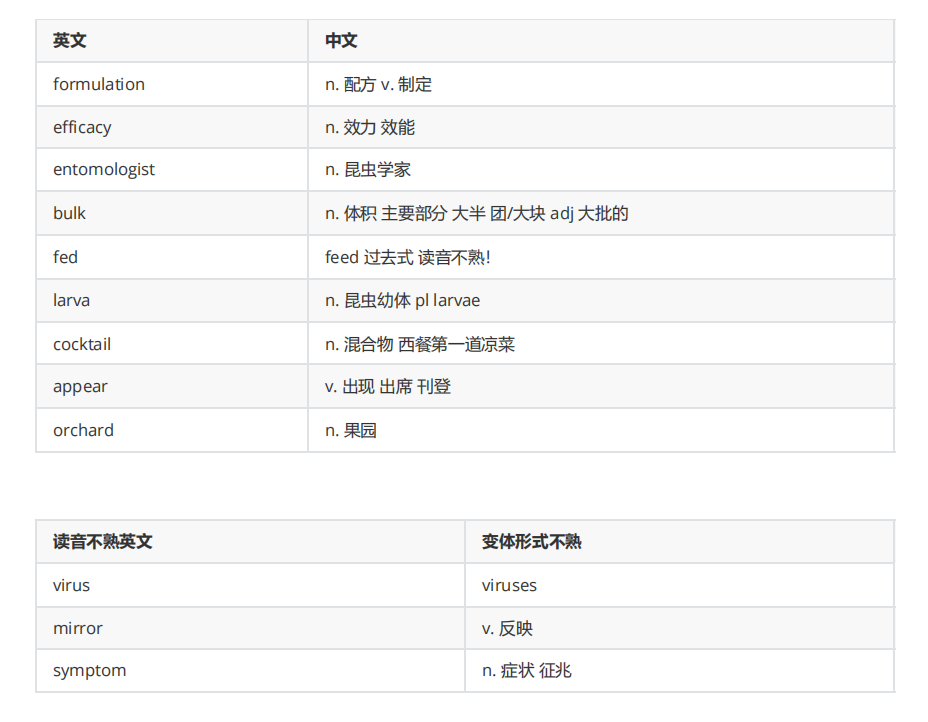 英文 中文
formulation n. 配方 v. 制定
efficacy n. 效力 效能
entomologist n. 昆虫学家
bulk n. 体积 主要部分 大半 团/大块 adj 大批的
fed feed 过去式 读音不熟!
larva n. 昆虫幼体 pl larvae
cocktail n. 混合物 西餐第一道凉菜
appear v. 出现 出席 刊登
orchard n. 果园
读音不熟英文 变体形式不熟
virus viruses
mirror v. 反映
symptom n. 症状 征兆